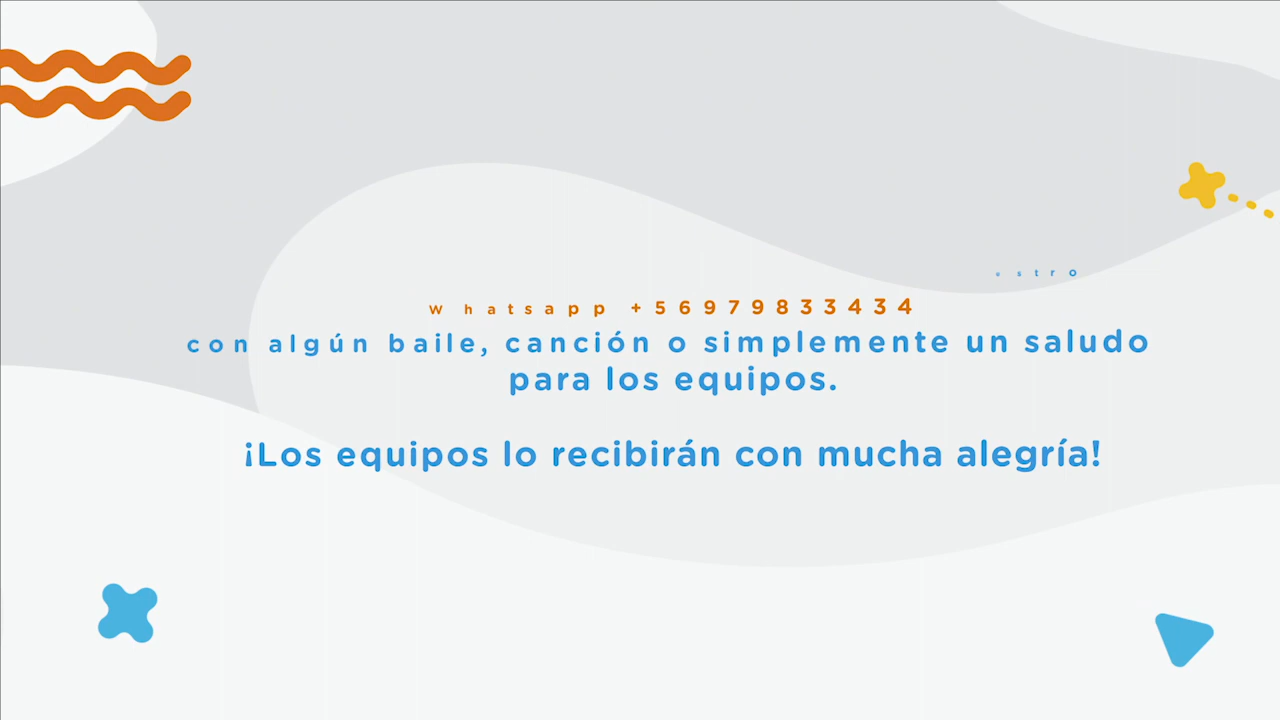 estro
Whatsapp +56979833434
con algún baile, canción o simplemente un saludo
para los equipos.
¡Los equipos lo recibirán con mucha alegría!